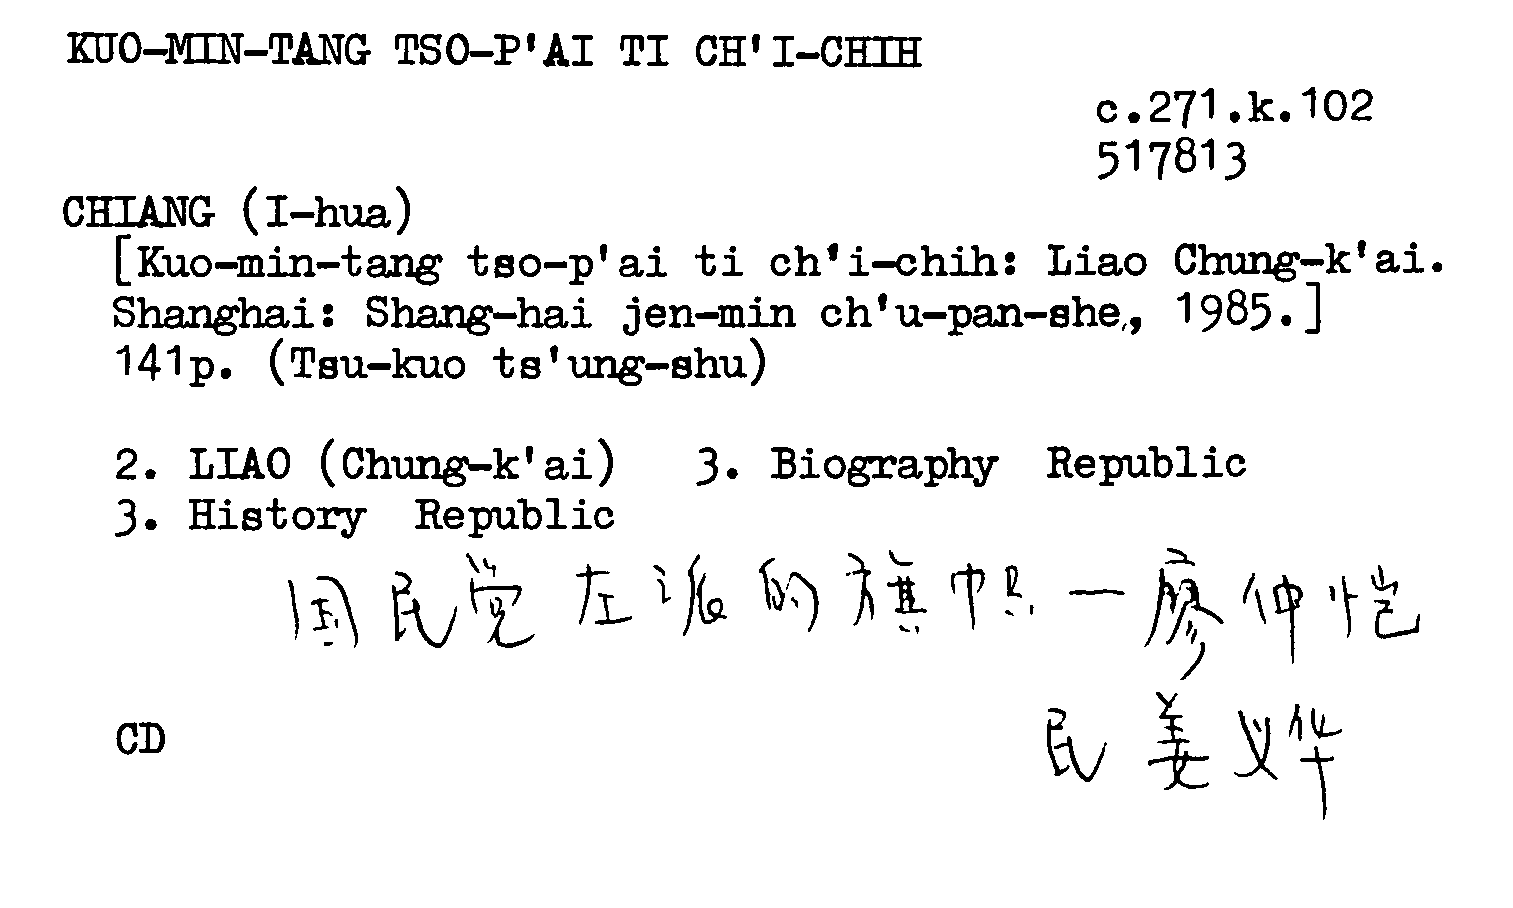 KUO-MIN-TANG TSO-P'AI TI CH'I-CHIH
c.271.k.102
517813
CHIANG (I-hua)
[Kuo-min-tang tso-p'ai ti ch'i-chih: Liao Chung-k'ai.
Shanghai: Shang-hai jen-min ch'u-pan-she, 1985.]
141p. (Tsu-kuo ts'ung-shu)
2. LIAO (Chung-k'ai) 3. Biography Republic
3. History Republic
国民党左派的旗帜—廖仲恺
CD
民 姜义华